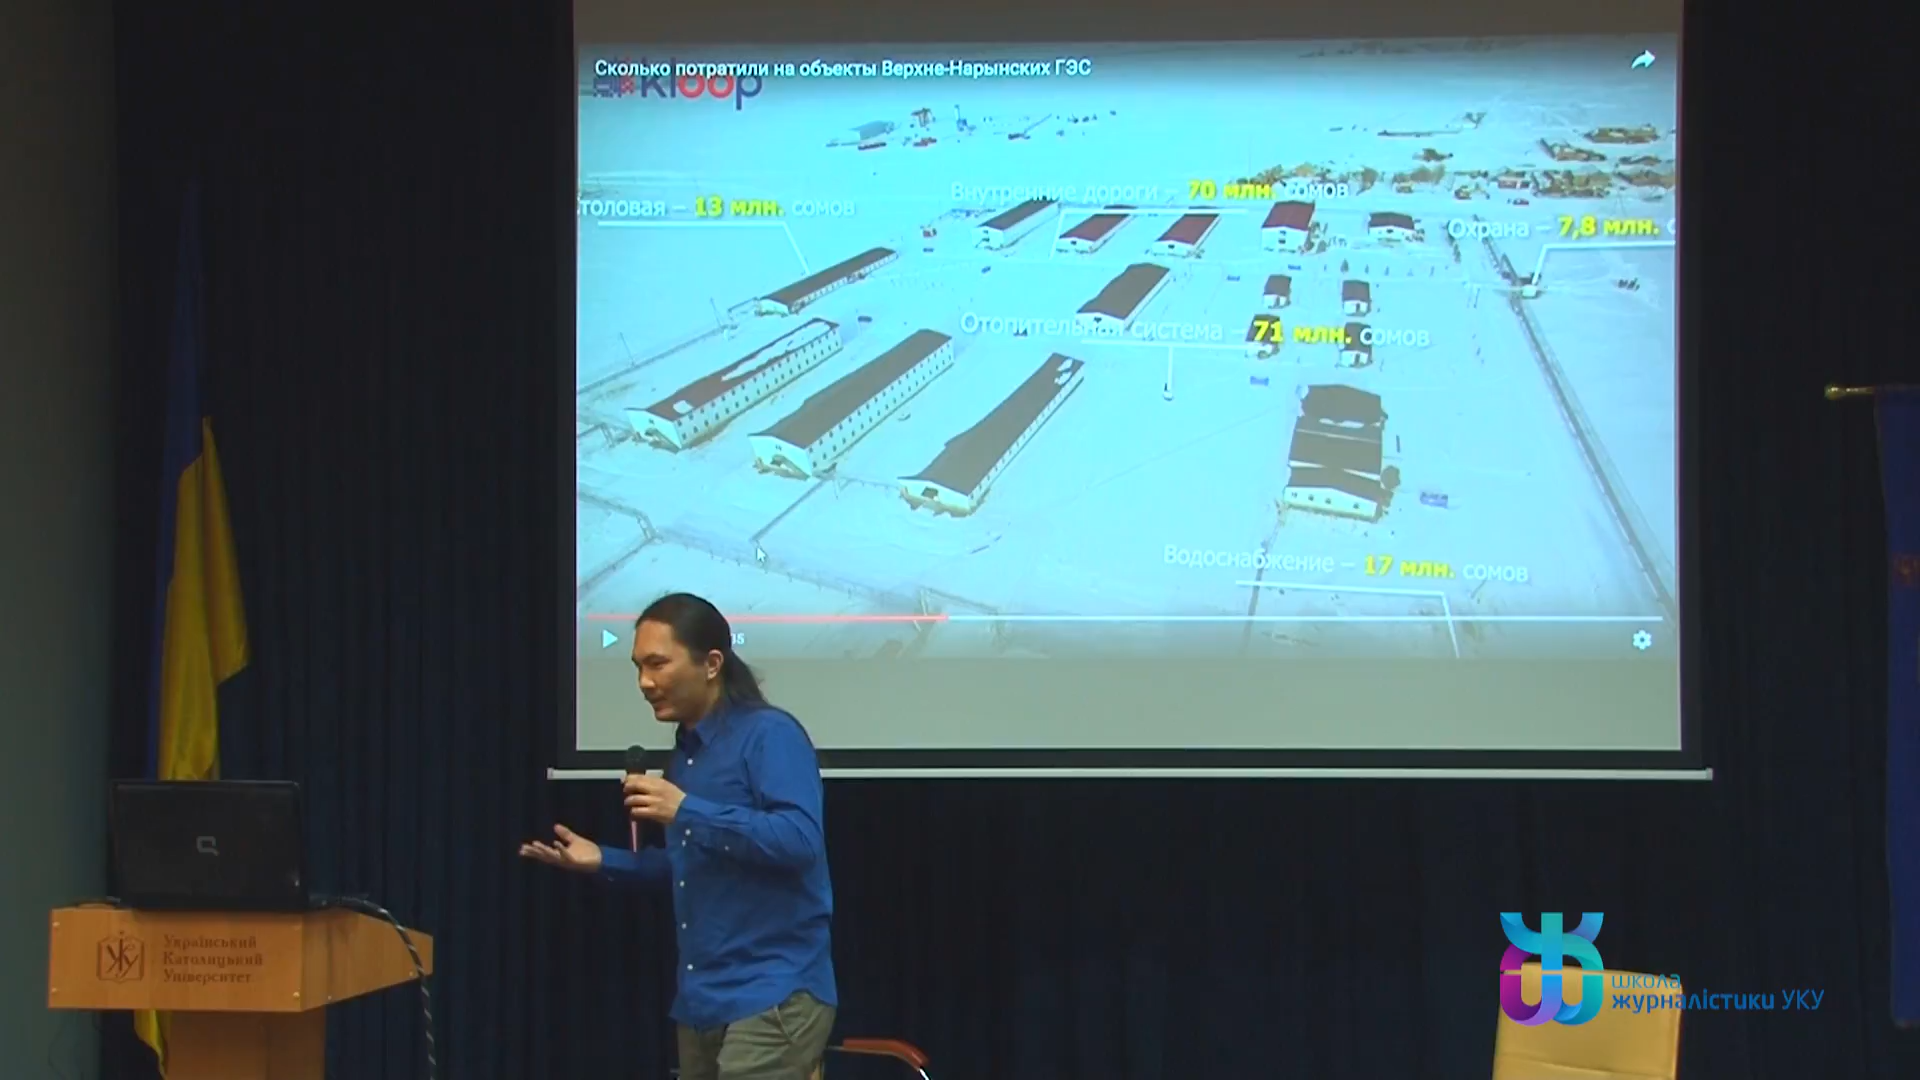 Сколько потратили на объекты Верхне-Нарынских ГЭС
kloop
Внутренние дороги – 70 млн. сомов
толовая – 13 млн. сомов
Охрана – 7,8 млн. с
Отопительная система – 71 млн. сомов
Водоснабжение – 17 млн. сомов
Український
Католицький
Університет
школа
журналістики УКУ